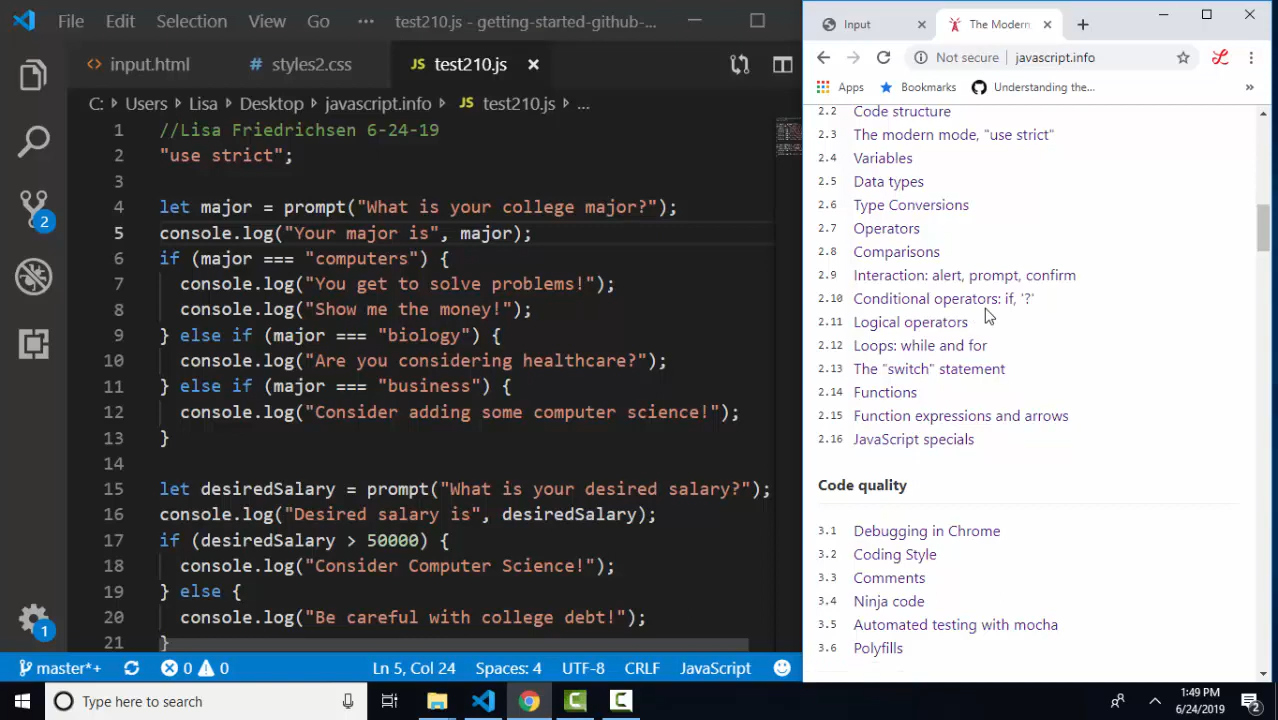 File Edit Selection View Go ··· test210.js - getting-started-github-...
input.html styles2.css JS test210.js
C: > Users > Lisa > Desktop > javascript.info > JS test210.js > ...
1 //Lisa Friedrichsen 6-24-19
2 "use strict";
3
4 let major = prompt("What is your college major?");
5 console.log("Your major is", major);
6 if (major === "computers") {
7 console.log("You get to solve problems!");
8 console.log("Show me the money!");
9 } else if (major === "biology") {
10 console.log("Are you considering healthcare?");
11 } else if (major === "business") {
12 console.log("Consider adding some computer science!");
13 }
14
15 let desiredSalary = prompt("What is your desired salary?");
16 console.log("Desired salary is", desiredSalary);
17 if (desiredSalary > 50000) {
18 console.log("Consider Computer Science!");
19 } else {
20 console.log("Be careful with college debt!");
21 }
2
1
master*+ 0 0 Ln 5, Col 24 Spaces: 4 UTF-8 CRLF JavaScript
Input The Modern
Not secure javascript.info
Apps Bookmarks Understanding the... »
2.2 Code structure
2.3 The modern mode, "use strict"
2.4 Variables
2.5 Data types
2.6 Type Conversions
2.7 Operators
2.8 Comparisons
2.9 Interaction: alert, prompt, confirm
2.10 Conditional operators: if, '?'
2.11 Logical operators
2.12 Loops: while and for
2.13 The "switch" statement
2.14 Functions
2.15 Function expressions and arrows
2.16 JavaScript specials
Code quality
3.1 Debugging in Chrome
3.2 Coding Style
3.3 Comments
3.4 Ninja code
3.5 Automated testing with mocha
3.6 Polyfills
Type here to search
1:49 PM
6/24/2019
2